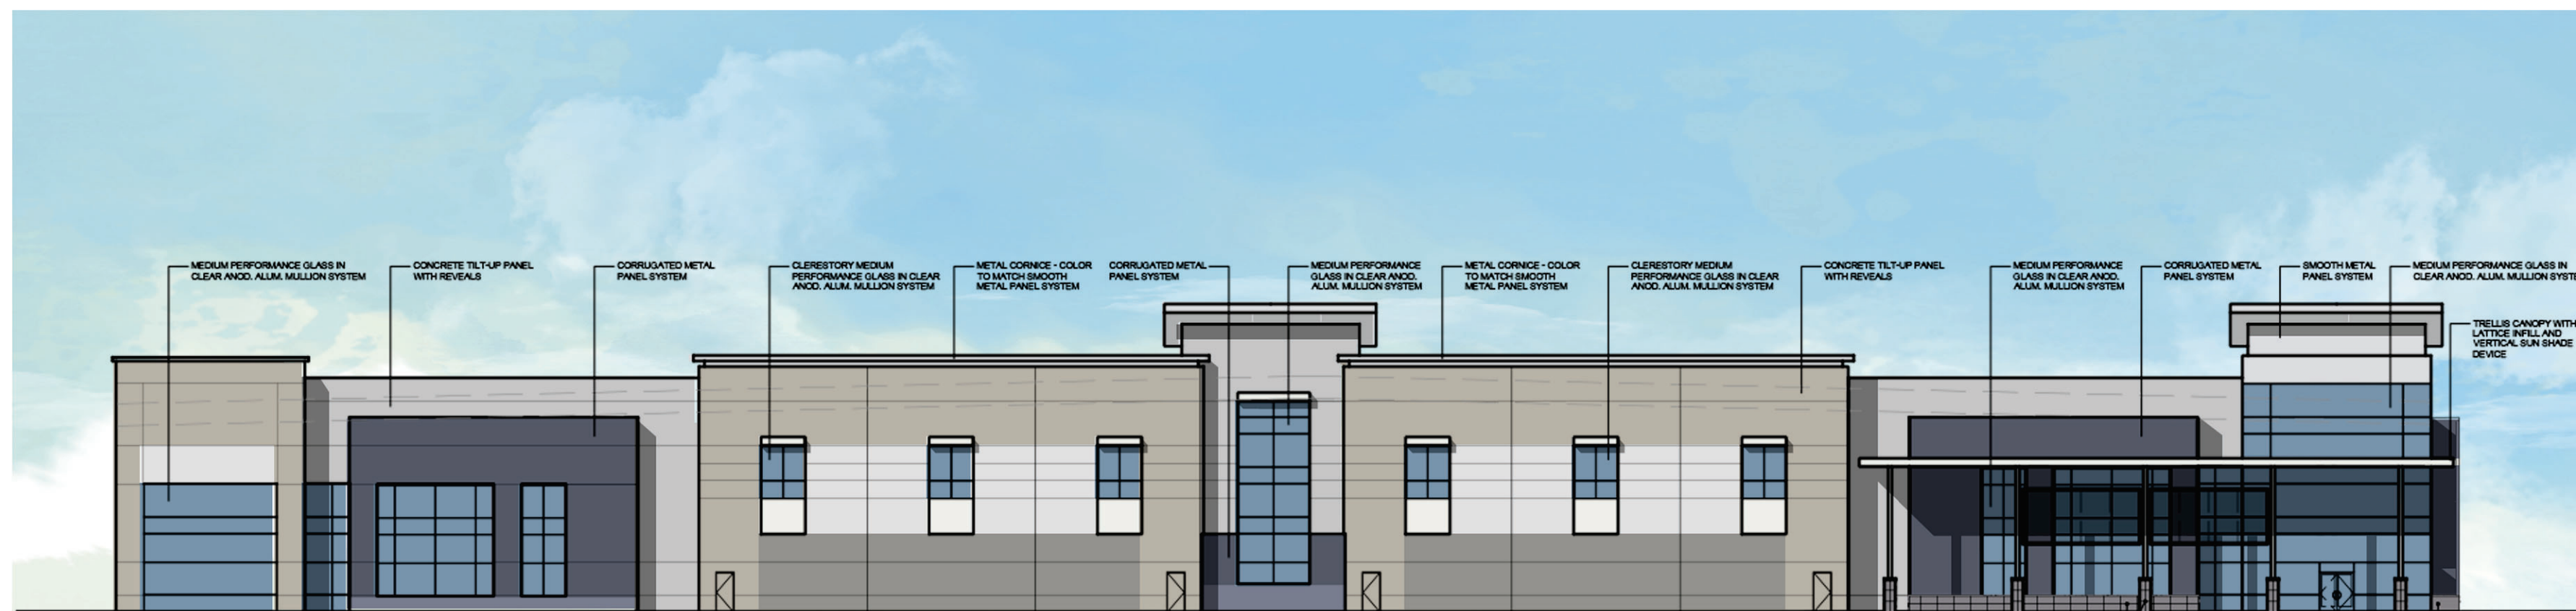 MEDIUM PERFORMANCE GLASS IN
CLEAR ANOD. ALUM. MULLION SYSTEM
CONCRETE TILT-UP PANEL
WITH REVEALS
CORRUGATED METAL
PANEL SYSTEM
CLERESTORY MEDIUM
PERFORMANCE GLASS IN CLEAR
ANOD. ALUM. MULLION SYSTEM
METAL CORNICE - COLOR
TO MATCH SMOOTH
METAL PANEL SYSTEM
CORRUGATED METAL
PANEL SYSTEM
MEDIUM PERFORMANCE
GLASS IN CLEAR ANOD.
ALUM. MULLION SYSTEM
METAL CORNICE - COLOR
TO MATCH SMOOTH
METAL PANEL SYSTEM
CLERESTORY MEDIUM
PERFORMANCE GLASS IN CLEAR
ANOD. ALUM. MULLION SYSTEM
CONCRETE TILT-UP PANEL
WITH REVEALS
MEDIUM PERFORMANCE
GLASS IN CLEAR ANOD.
ALUM. MULLION SYSTEM
CORRUGATED METAL
PANEL SYSTEM
SMOOTH METAL
PANEL SYSTEM
MEDIUM PERFORMANCE GLASS IN
CLEAR ANOD. ALUM. MULLION SYSTE
TRELLIS CANOPY WITH
LATTICE INFILL AND
VERTICAL SUN SHADE
DEVICE